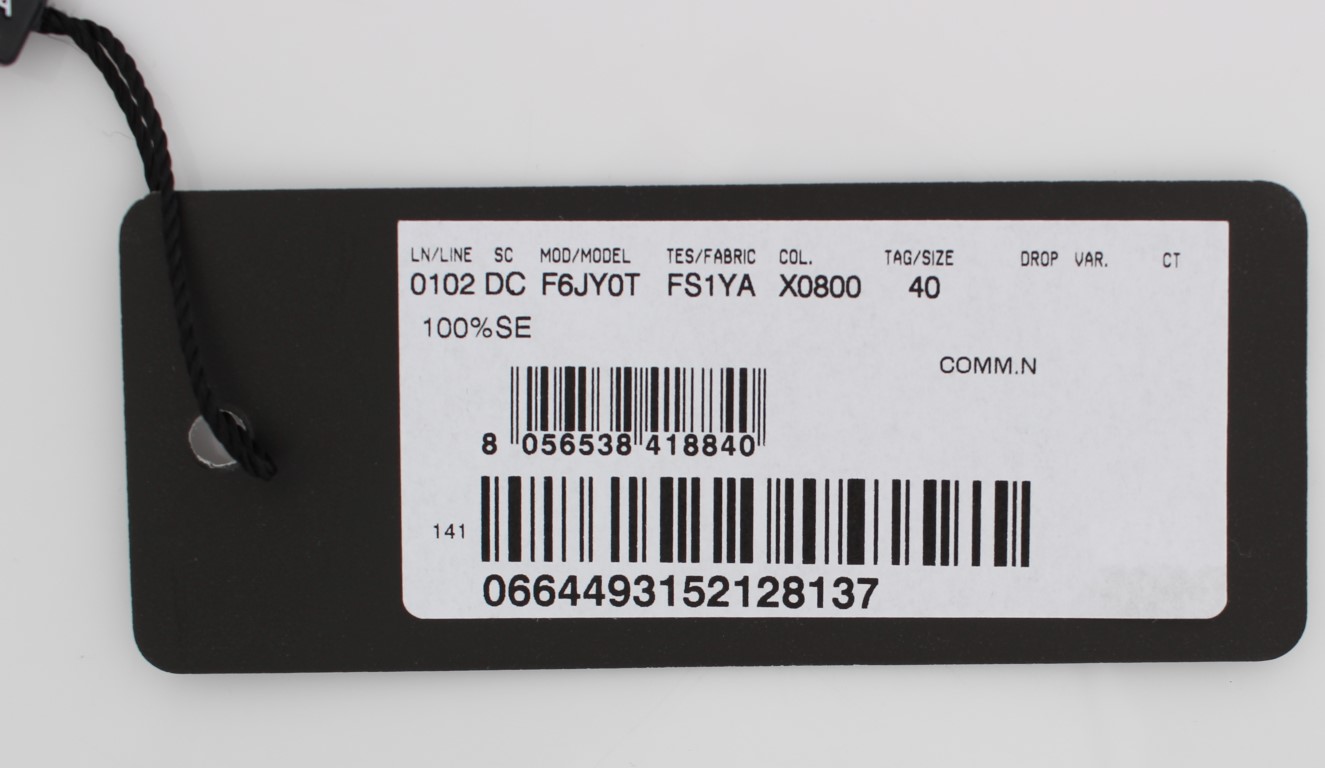 LN/LINE SC MOD/MODEL TES/FABRIC COL. TAG/SIZE DROP VAR. CT
0102 DC F6JY0T FS1YA X0800 40
100%SE
COMM.N
8 056538 418840
141
0664493152128137